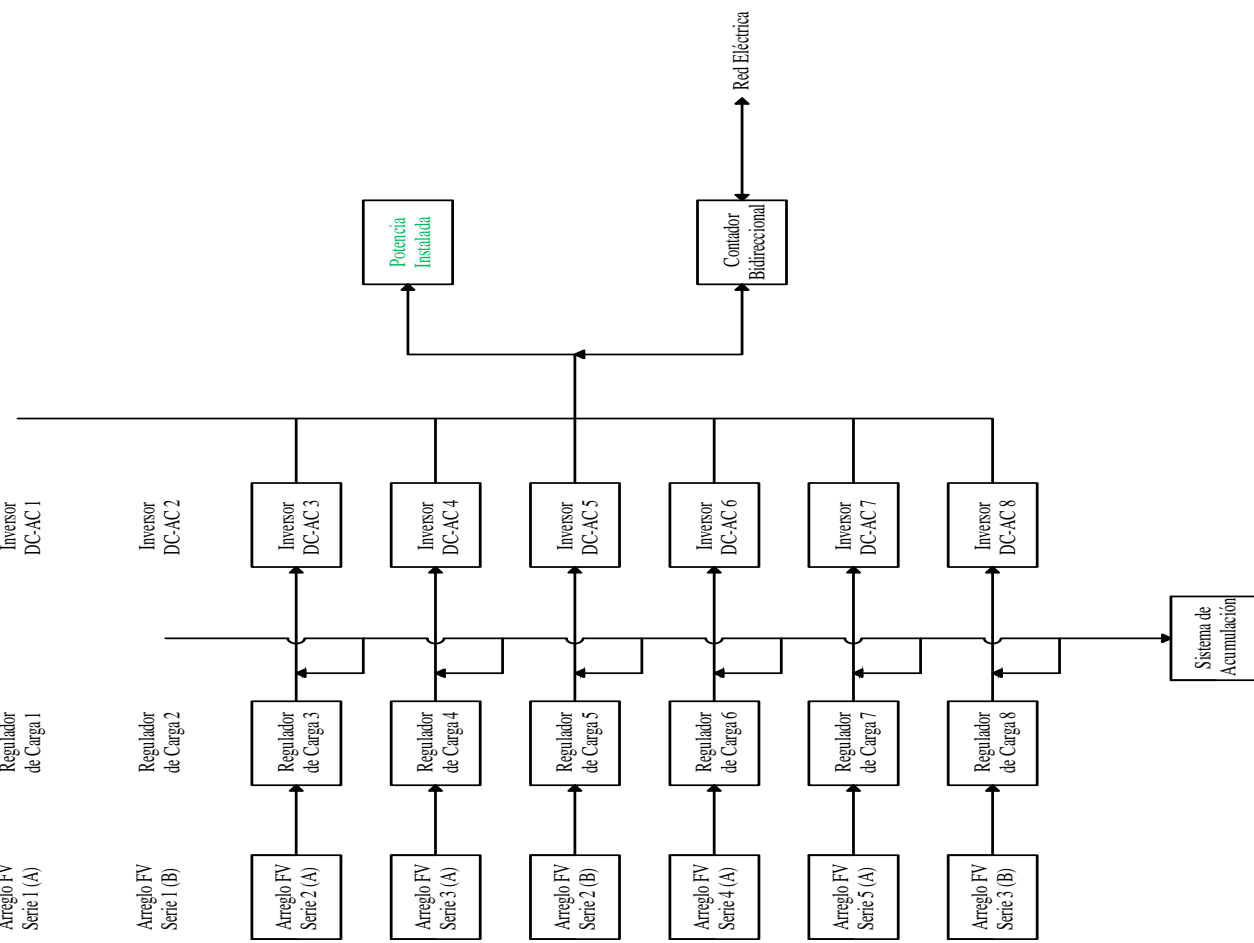 Arreglo FV
Serie 1 (A)
Regulador
de Carga 1
Inversor
DC-AC 1
Arreglo FV
Serie 1 (B)
Regulador
de Carga 2
Inversor
DC-AC 2
Arreglo FV
Serie 2 (A)
Regulador
de Carga 3
Inversor
DC-AC 3
Arreglo FV
Serie 3 (A)
Regulador
de Carga 4
Inversor
DC-AC 4
Potencia
Instalada
Arreglo FV
Serie 2 (B)
Regulador
de Carga 5
Inversor
DC-AC 5
Arreglo FV
Serie 4 (A)
Regulador
de Carga 6
Inversor
DC-AC 6
Contador
Bidireccional
Red Eléctrica
Arreglo FV
Serie 5 (A)
Regulador
de Carga 7
Inversor
DC-AC 7
Arreglo FV
Serie 3 (B)
Regulador
de Carga 8
Inversor
DC-AC 8
Sistema de
Acumulación